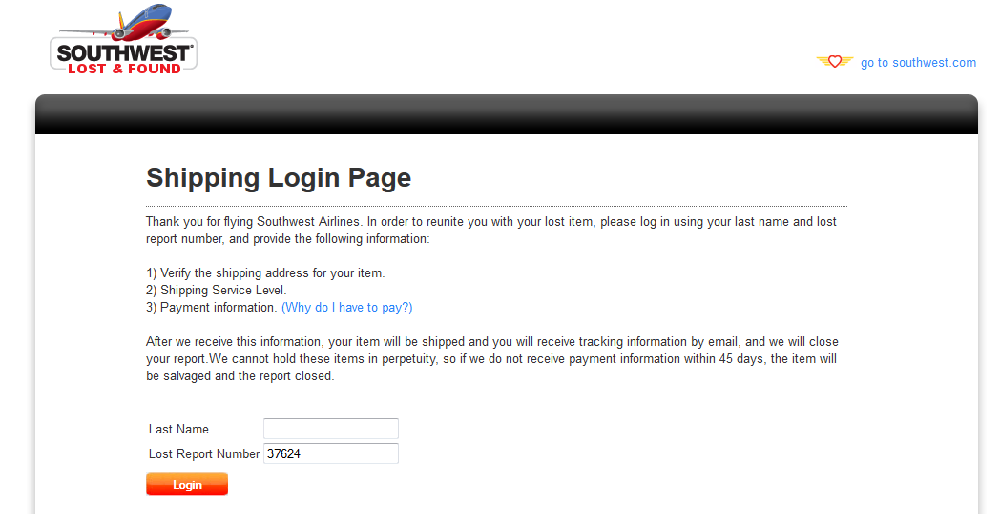 SOUTHWEST®
LOST & FOUND
go to southwest.com
Shipping Login Page
Thank you for flying Southwest Airlines. In order to reunite you with your lost item, please log in using your last name and lost
report number, and provide the following information:
1) Verify the shipping address for your item.
2) Shipping Service Level.
3) Payment information. (Why do I have to pay?)
After we receive this information, your item will be shipped and you will receive tracking information by email, and we will close
your report.We cannot hold these items in perpetuity, so if we do not receive payment information within 45 days, the item will
be salvaged and the report closed.
Last Name
Lost Report Number 37624
Login